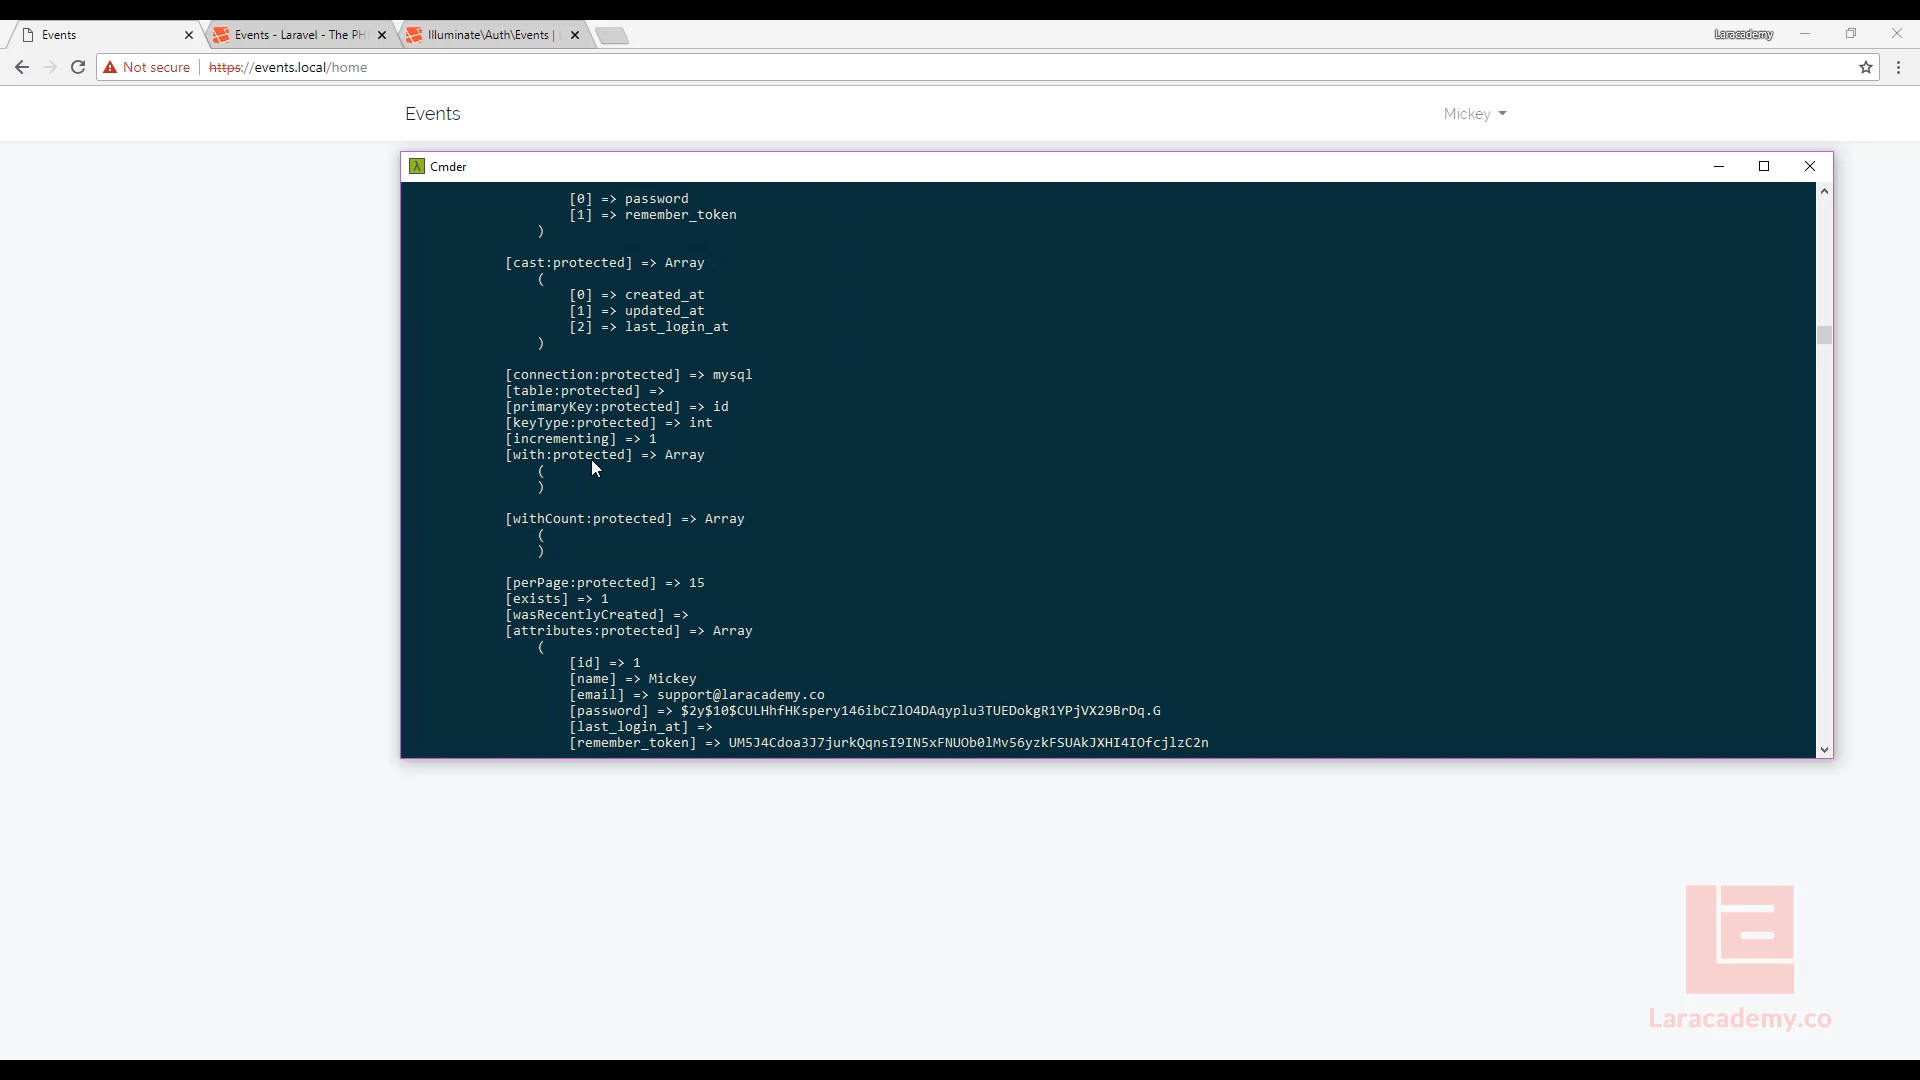 Events
Events - Laravel - The PH
Illuminate\Auth\Events |
Laracademy
Not secure
https://events.local/home
Events
Mickey
Cmder
[0] => password
[1] => remember_token
)
[cast:protected] => Array
(
[0] => created_at
[1] => updated_at
[2] => last_login_at
)
[connection:protected] => mysql
[table:protected] =>
[primaryKey:protected] => id
[keyType:protected] => int
[incrementing] => 1
[with:protected] => Array
(
)
[withCount:protected] => Array
(
)
[perPage:protected] => 15
[exists] => 1
[wasRecentlyCreated] =>
[attributes:protected] => Array
(
[id] => 1
[name] => Mickey
[email] => support@laracademy.co
[password] => $2y$10$CULHhfHKspery146ibCZlO4DAqyplu3TUEDokgR1YPjVX29BrDq.G
[last_login_at] =>
[remember_token] => UM5J4Cdoa3J7jurkQqnsI9IN5xFNUOb0lMv56yzkFSUAkJXHI4IOfcjlzC2n
Laracademy.co